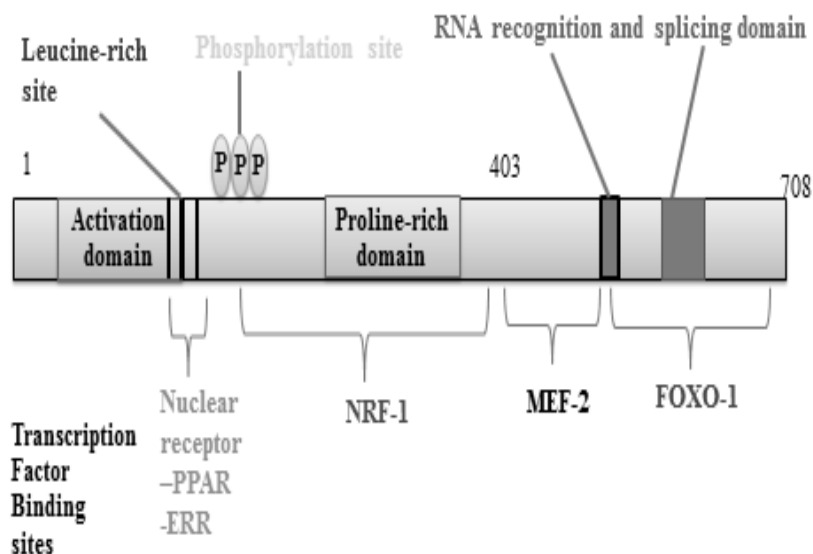 RNA recognition and splicing domain
Leucine-rich
site
Phosphorylation site
1
P P P
403
708
Activation
domain
Proline-rich
domain
NRF-1
MEF-2
FOXO-1
Nuclear
receptor
–PPAR
-ERR
Transcription
Factor
Binding
sites